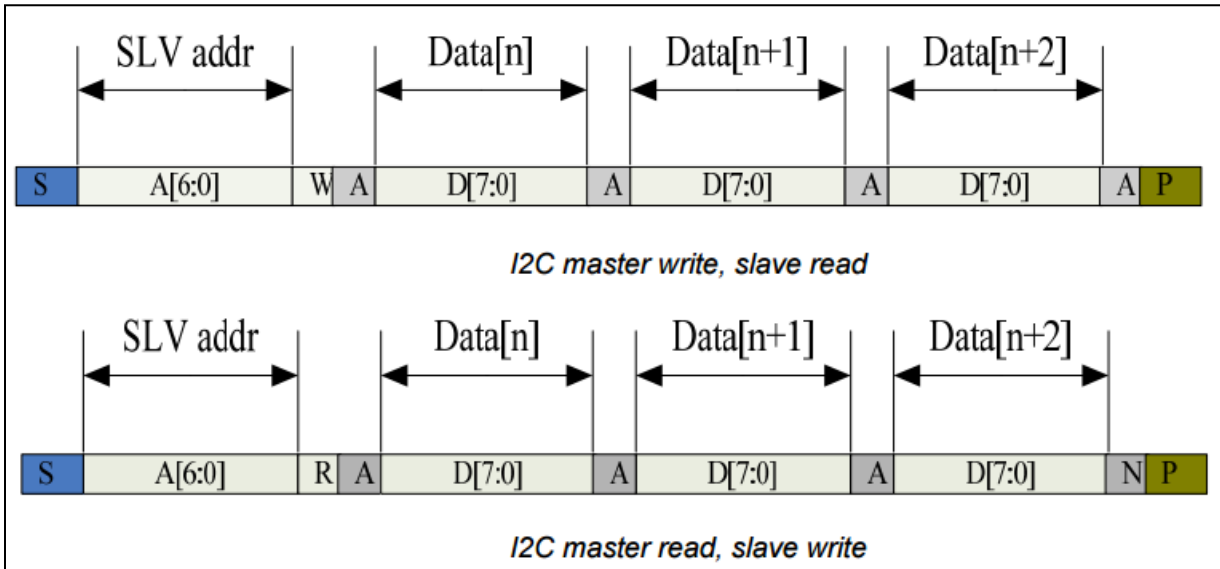 SLV addr Data[n] Data[n+1] Data[n+2]
S A[6:0] W A D[7:0] A D[7:0] A D[7:0] A P
I2C master write, slave read
SLV addr Data[n] Data[n+1] Data[n+2]
S A[6:0] R A D[7:0] A D[7:0] A D[7:0] N P
I2C master read, slave write